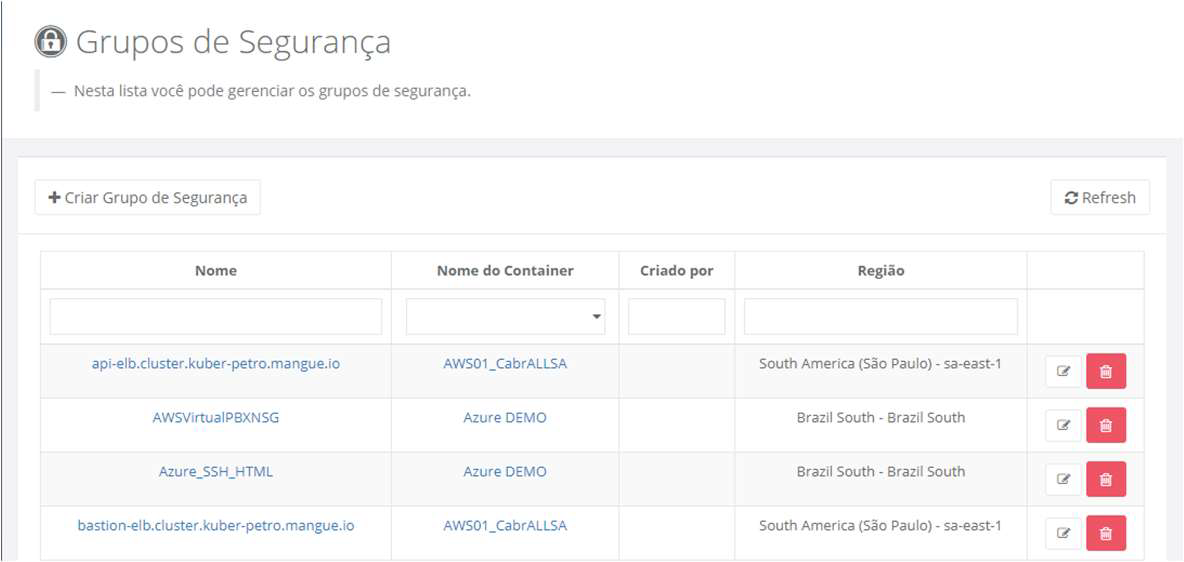 Grupos de Segurança
— Nesta lista você pode gerenciar os grupos de segurança.
Criar Grupo de Segurança
Refresh
Nome Nome do Container Criado por Região
api-elb.cluster.kuber-petro.mangue.io AWS01_CabrALLSA South America (São Paulo) - sa-east-1
AWSVirtualPBXNSG Azure DEMO Brazil South - Brazil South
Azure_SSH_HTML Azure DEMO Brazil South - Brazil South
bastion-elb.cluster.kuber-petro.mangue.io AWS01_CabrALLSA South America (São Paulo) - sa-east-1